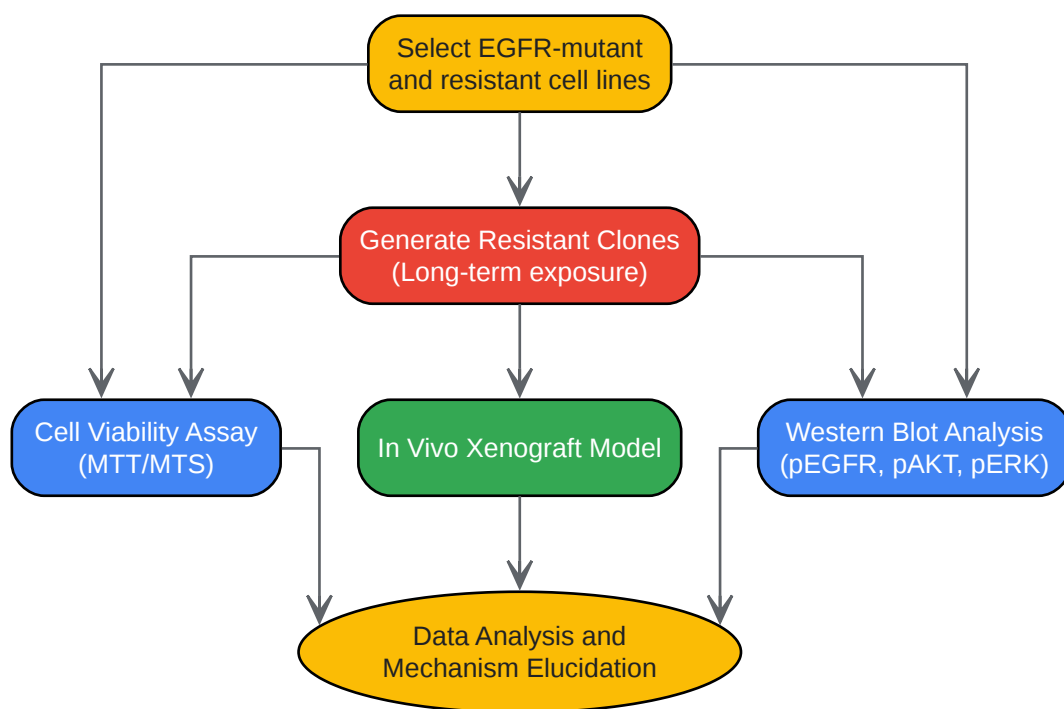 Select EGFR-mutant
and resistant cell lines
Generate Resistant Clones
(Long-term exposure)
Cell Viability Assay
(MTT/MTS)
In Vivo Xenograft Model
Western Blot Analysis
(pEGFR, pAKT, pERK)
Data Analysis and
Mechanism Elucidation